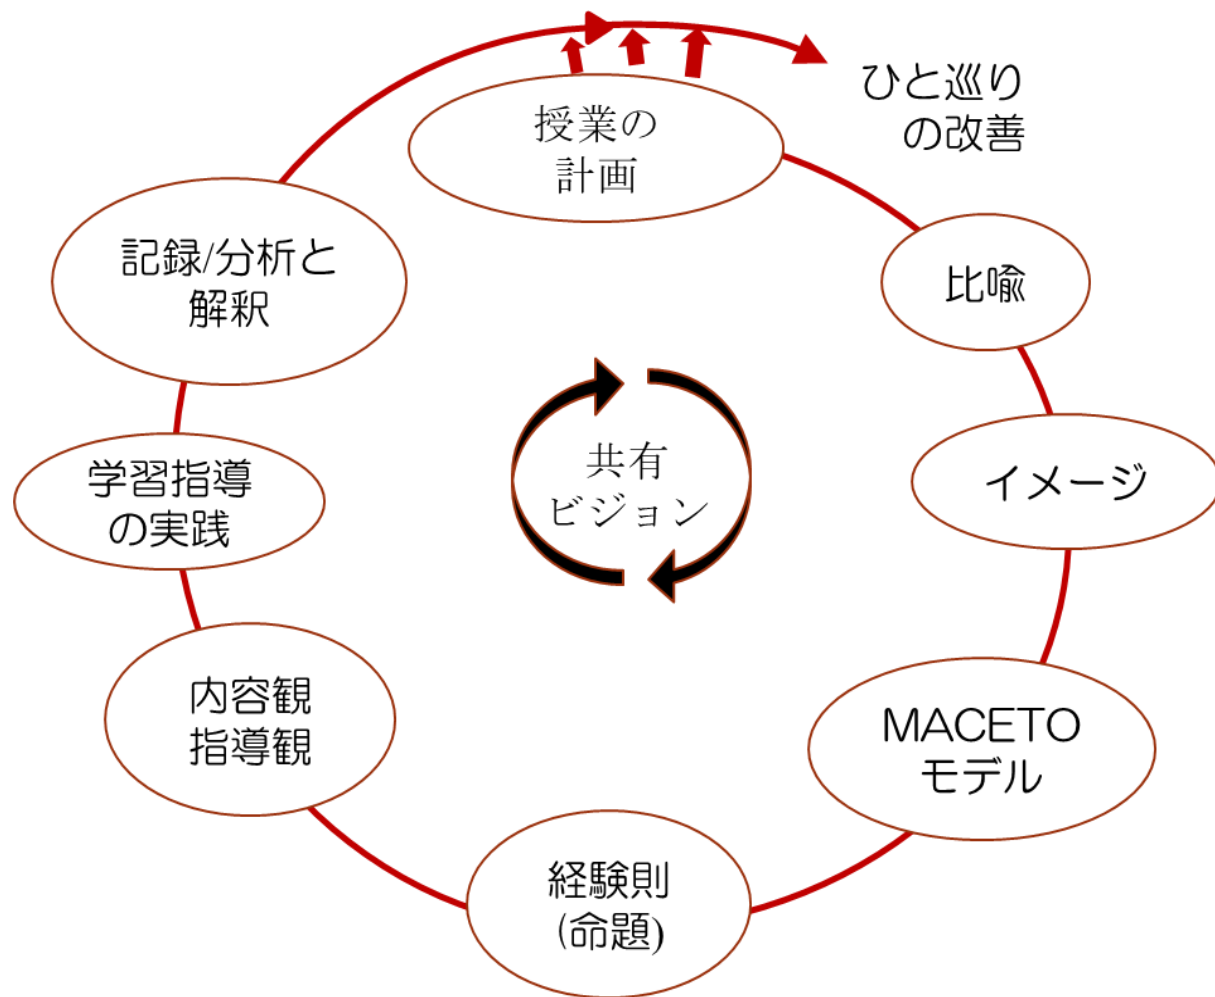 ひと巡り
の改善
授業の
計画
比喩
イメージ
MACETO
モデル
経験則
(命題)
内容観
指導観
学習指導
の実践
記録/分析と
解釈
共有
ビジョン